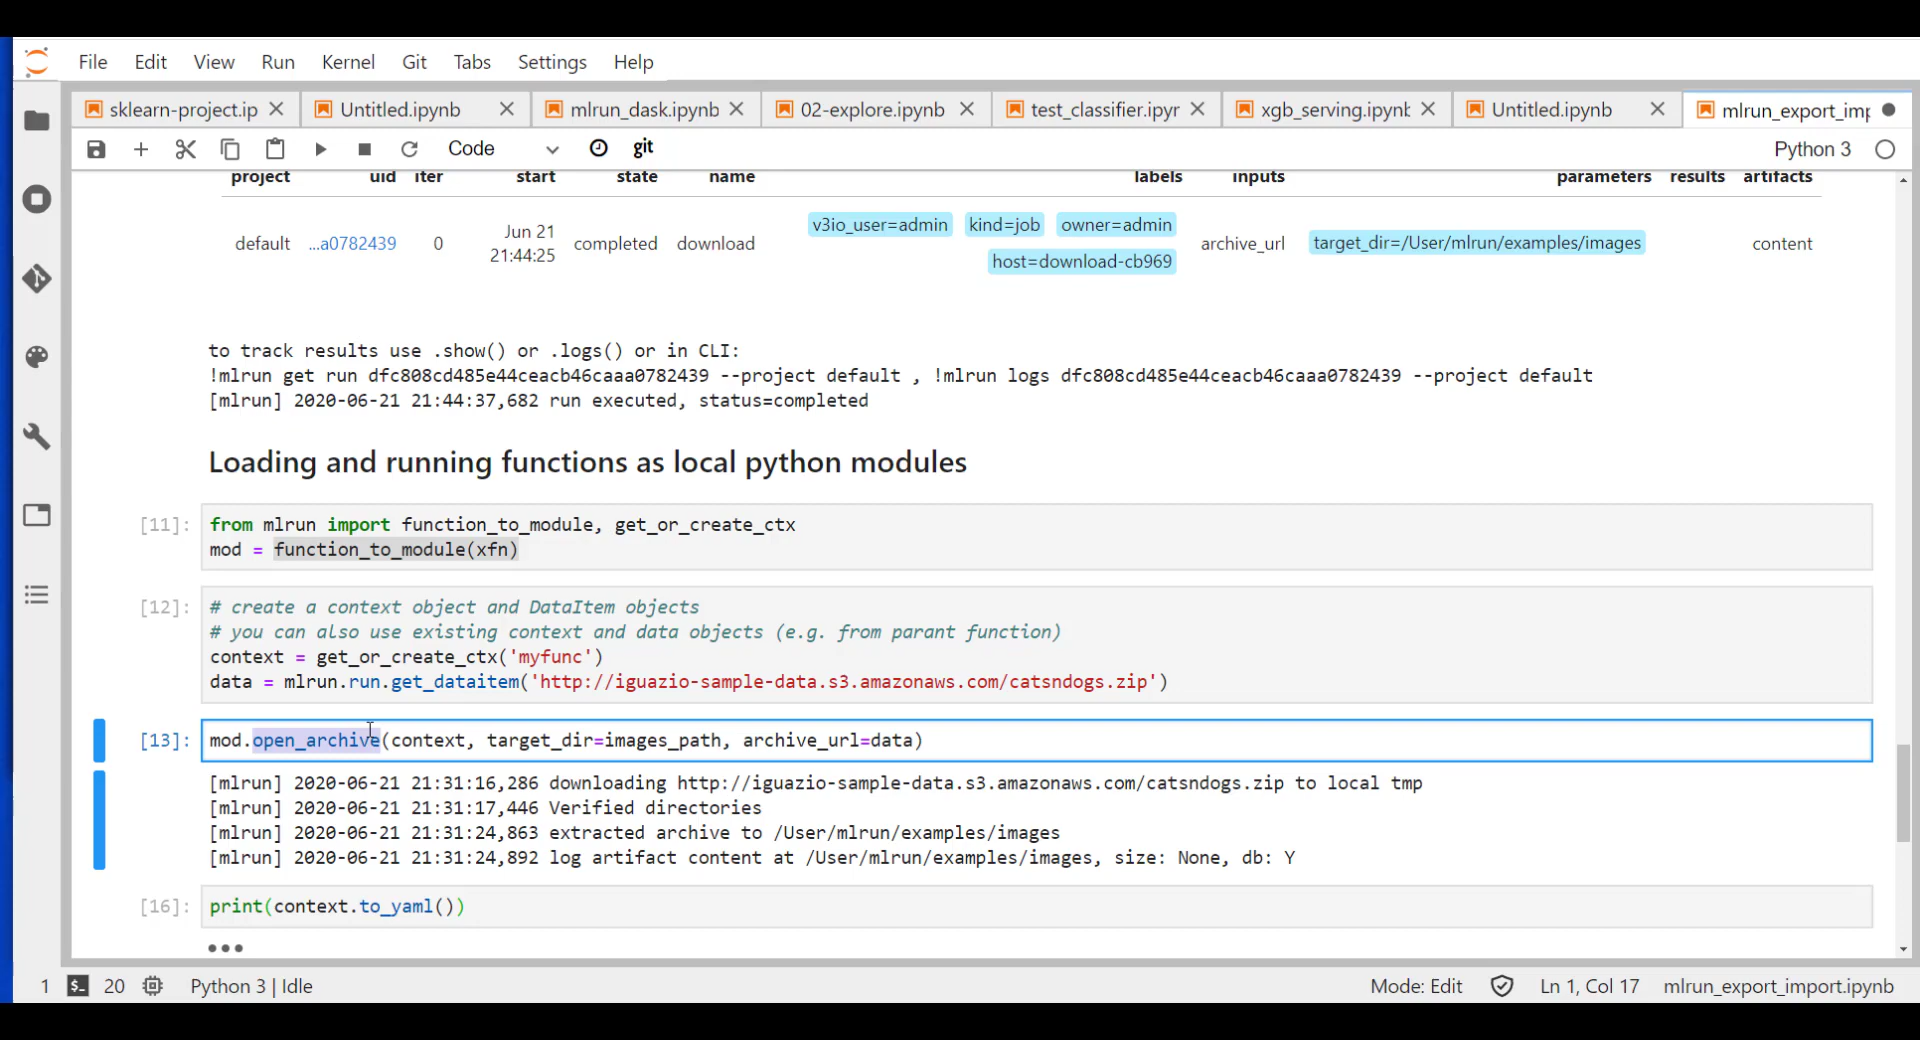 File Edit View Run Kernel Git Tabs Settings Help
sklearn-project.ip Untitled.ipynb mlrun_dask.ipynb 02-explore.ipynb test_classifier.ipyr xgb_serving.ipynb Untitled.ipynb mlrun_export_imp
Code git Python 3
project uid iter start state name labels inputs parameters results artifacts
default ...a0782439 0 Jun 21 21:44:25 completed download v3io_user=admin kind=job owner=admin host=download-cb969 archive_url target_dir=/User/mlrun/examples/images content
to track results use .show() or .logs() or in CLI:
!mlrun get run dfc808cd485e44ceacb46caaa0782439 --project default , !mlrun logs dfc808cd485e44ceacb46caaa0782439 --project default
[mlrun] 2020-06-21 21:44:37,682 run executed, status=completed
Loading and running functions as local python modules
[11]: from mlrun import function_to_module, get_or_create_ctx
mod = function_to_module(xfn)
[12]: # create a context object and DataItem objects
# you can also use existing context and data objects (e.g. from parant function)
context = get_or_create_ctx('myfunc')
data = mlrun.run.get_dataitem('http://iguazio-sample-data.s3.amazonaws.com/catsndogs.zip')
[13]: mod.open_archive(context, target_dir=images_path, archive_url=data)
[mlrun] 2020-06-21 21:31:16,286 downloading http://iguazio-sample-data.s3.amazonaws.com/catsndogs.zip to local tmp
[mlrun] 2020-06-21 21:31:17,446 Verified directories
[mlrun] 2020-06-21 21:31:24,863 extracted archive to /User/mlrun/examples/images
[mlrun] 2020-06-21 21:31:24,892 log artifact content at /User/mlrun/examples/images, size: None, db: Y
[16]: print(context.to_yaml())
1 $_ 20 Python 3 | Idle Mode: Edit Ln 1, Col 17 mlrun_export_import.ipynb